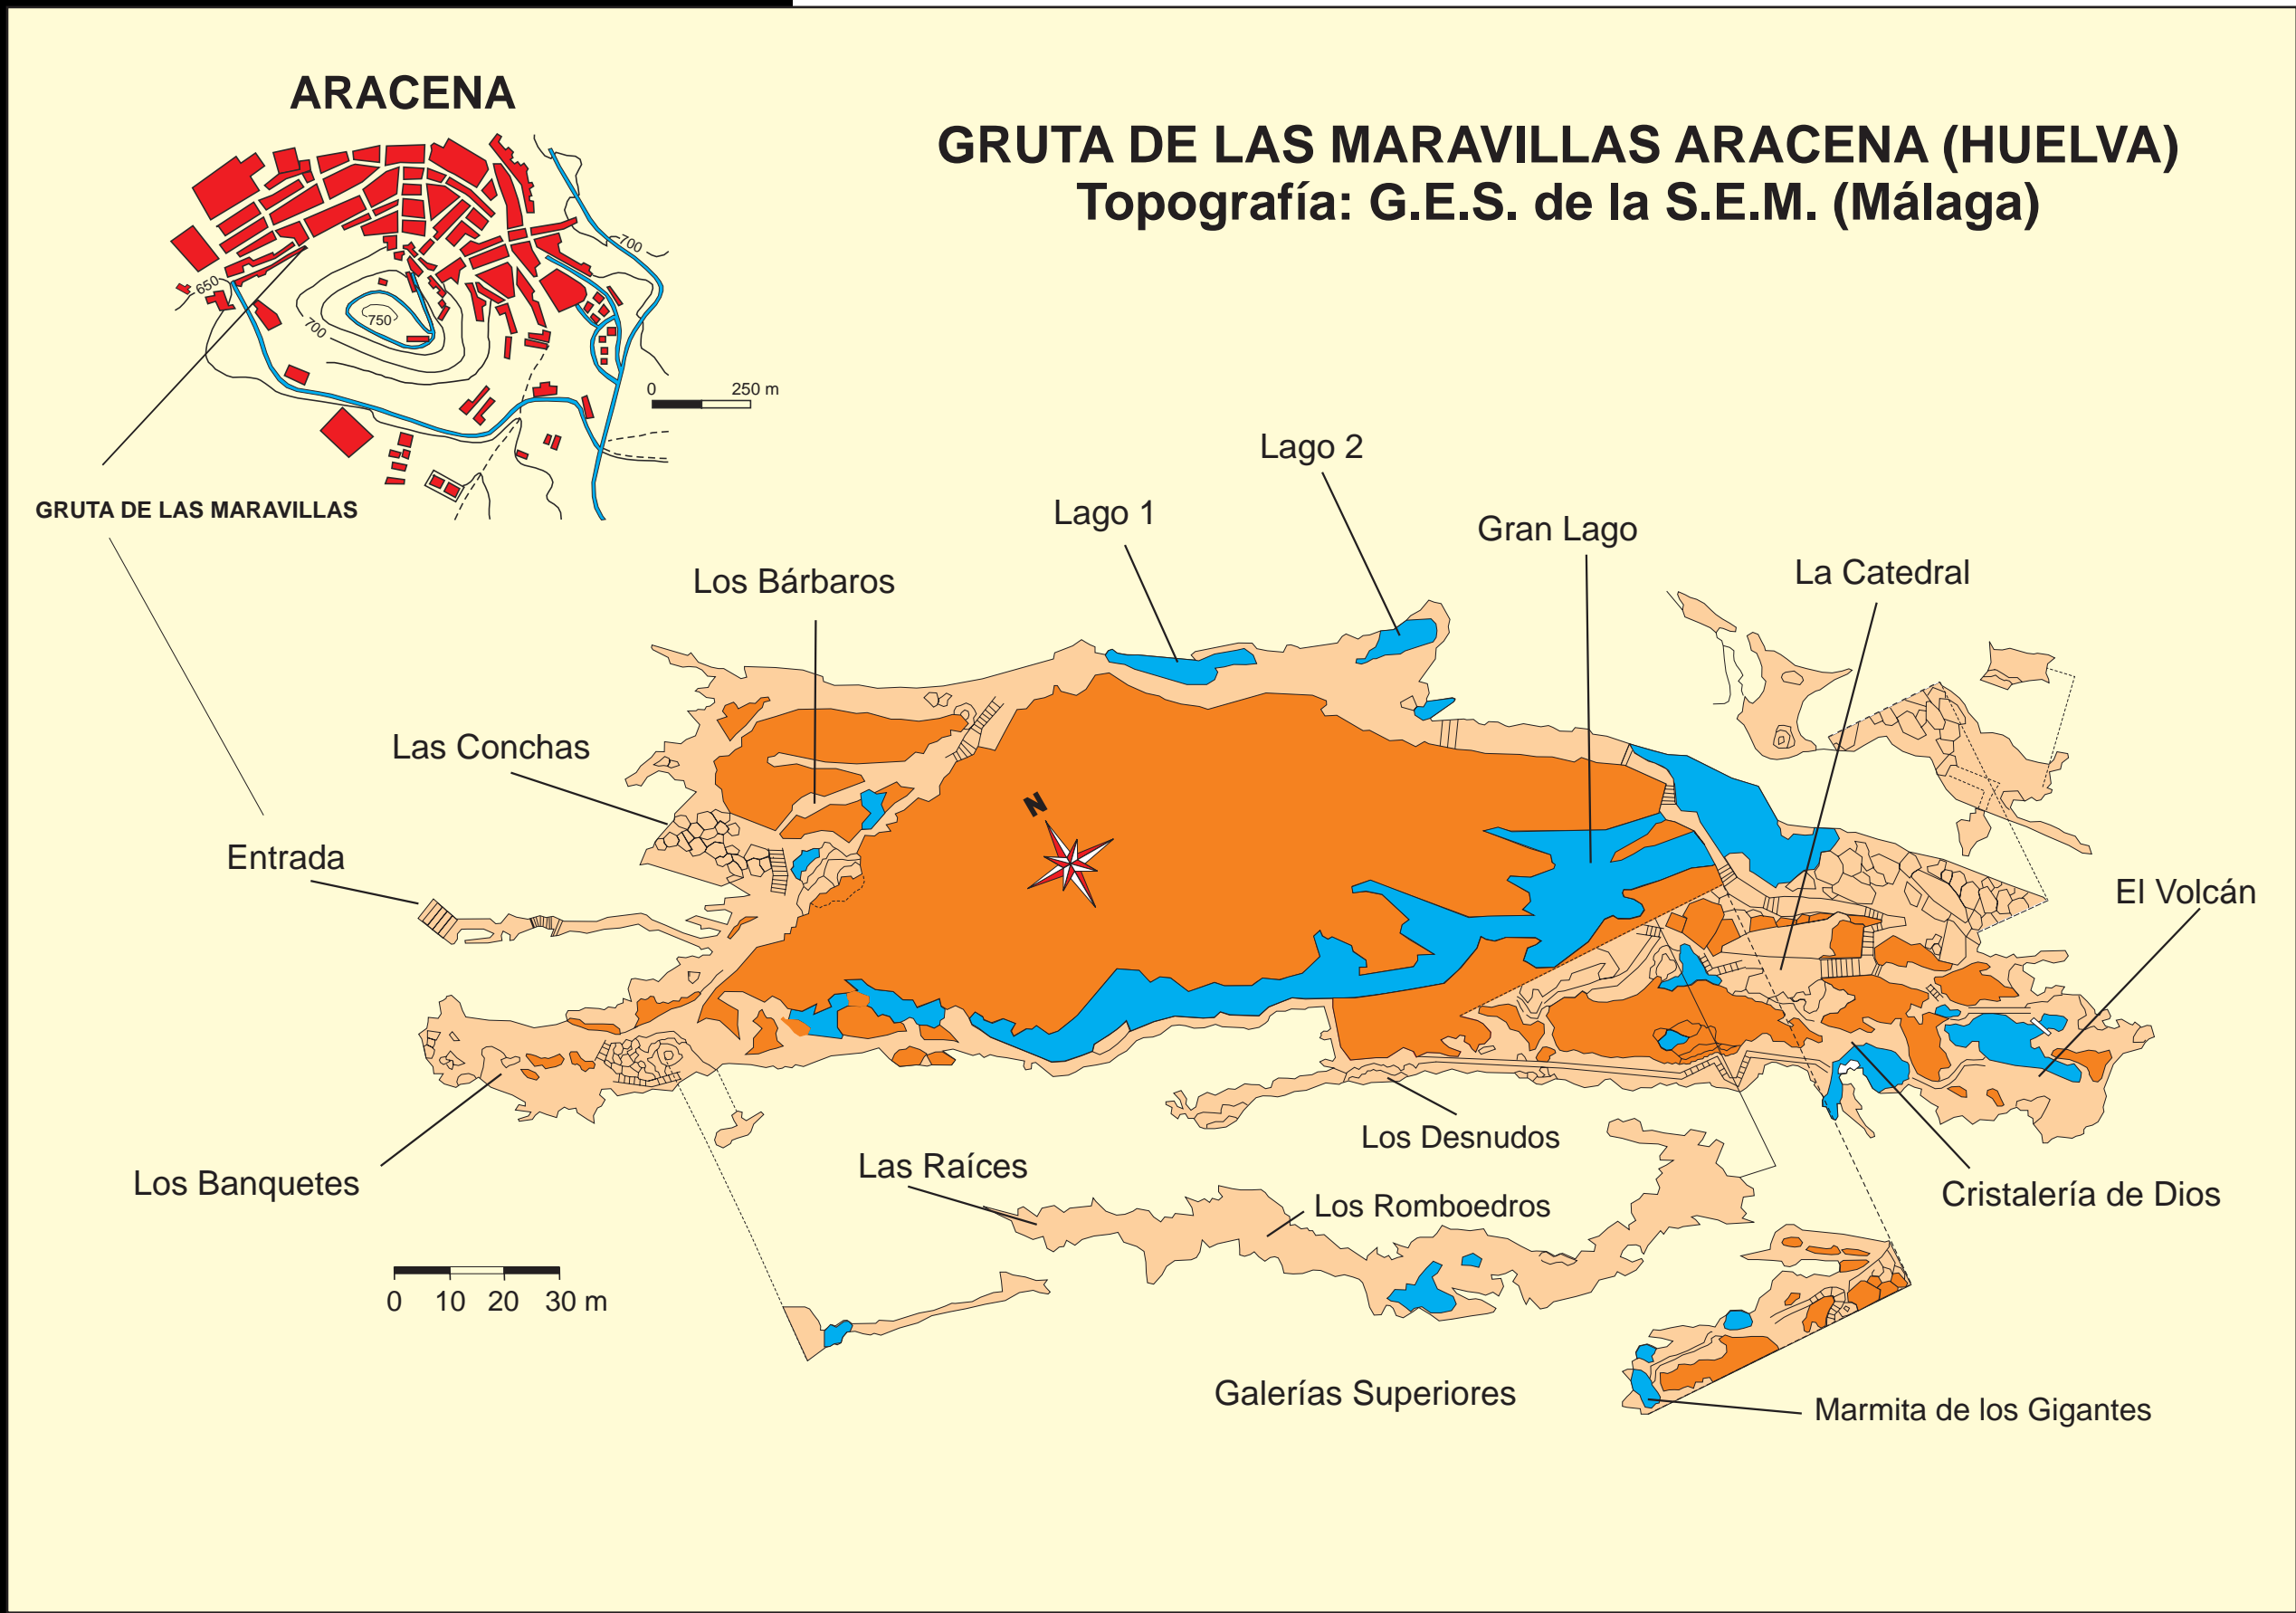 ARACENA
GRUTA DE LAS MARAVILLAS ARACENA (HUELVA)
Topografía: G.E.S. de la S.E.M. (Málaga)
700
650
750
700
0 250 m
GRUTA DE LAS MARAVILLAS
Lago 2
Lago 1
Gran Lago
La Catedral
Los Bárbaros
Las Conchas
N
Entrada
El Volcán
Los Desnudos
Las Raíces
Los Banquetes
Cristalería de Dios
Los Romboedros
0 10 20 30 m
Galerías Superiores
Marmita de los Gigantes